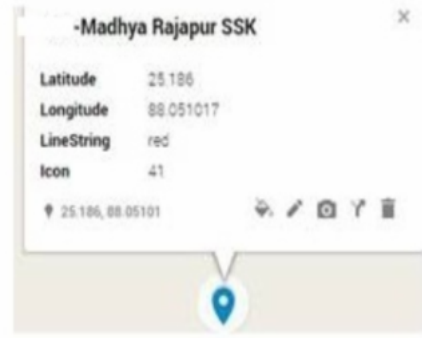 -Madhya Rajapur SSK
Latitude 25.186
Longitude 88.051017
LineString red
Icon 41
25.186, 88.05101